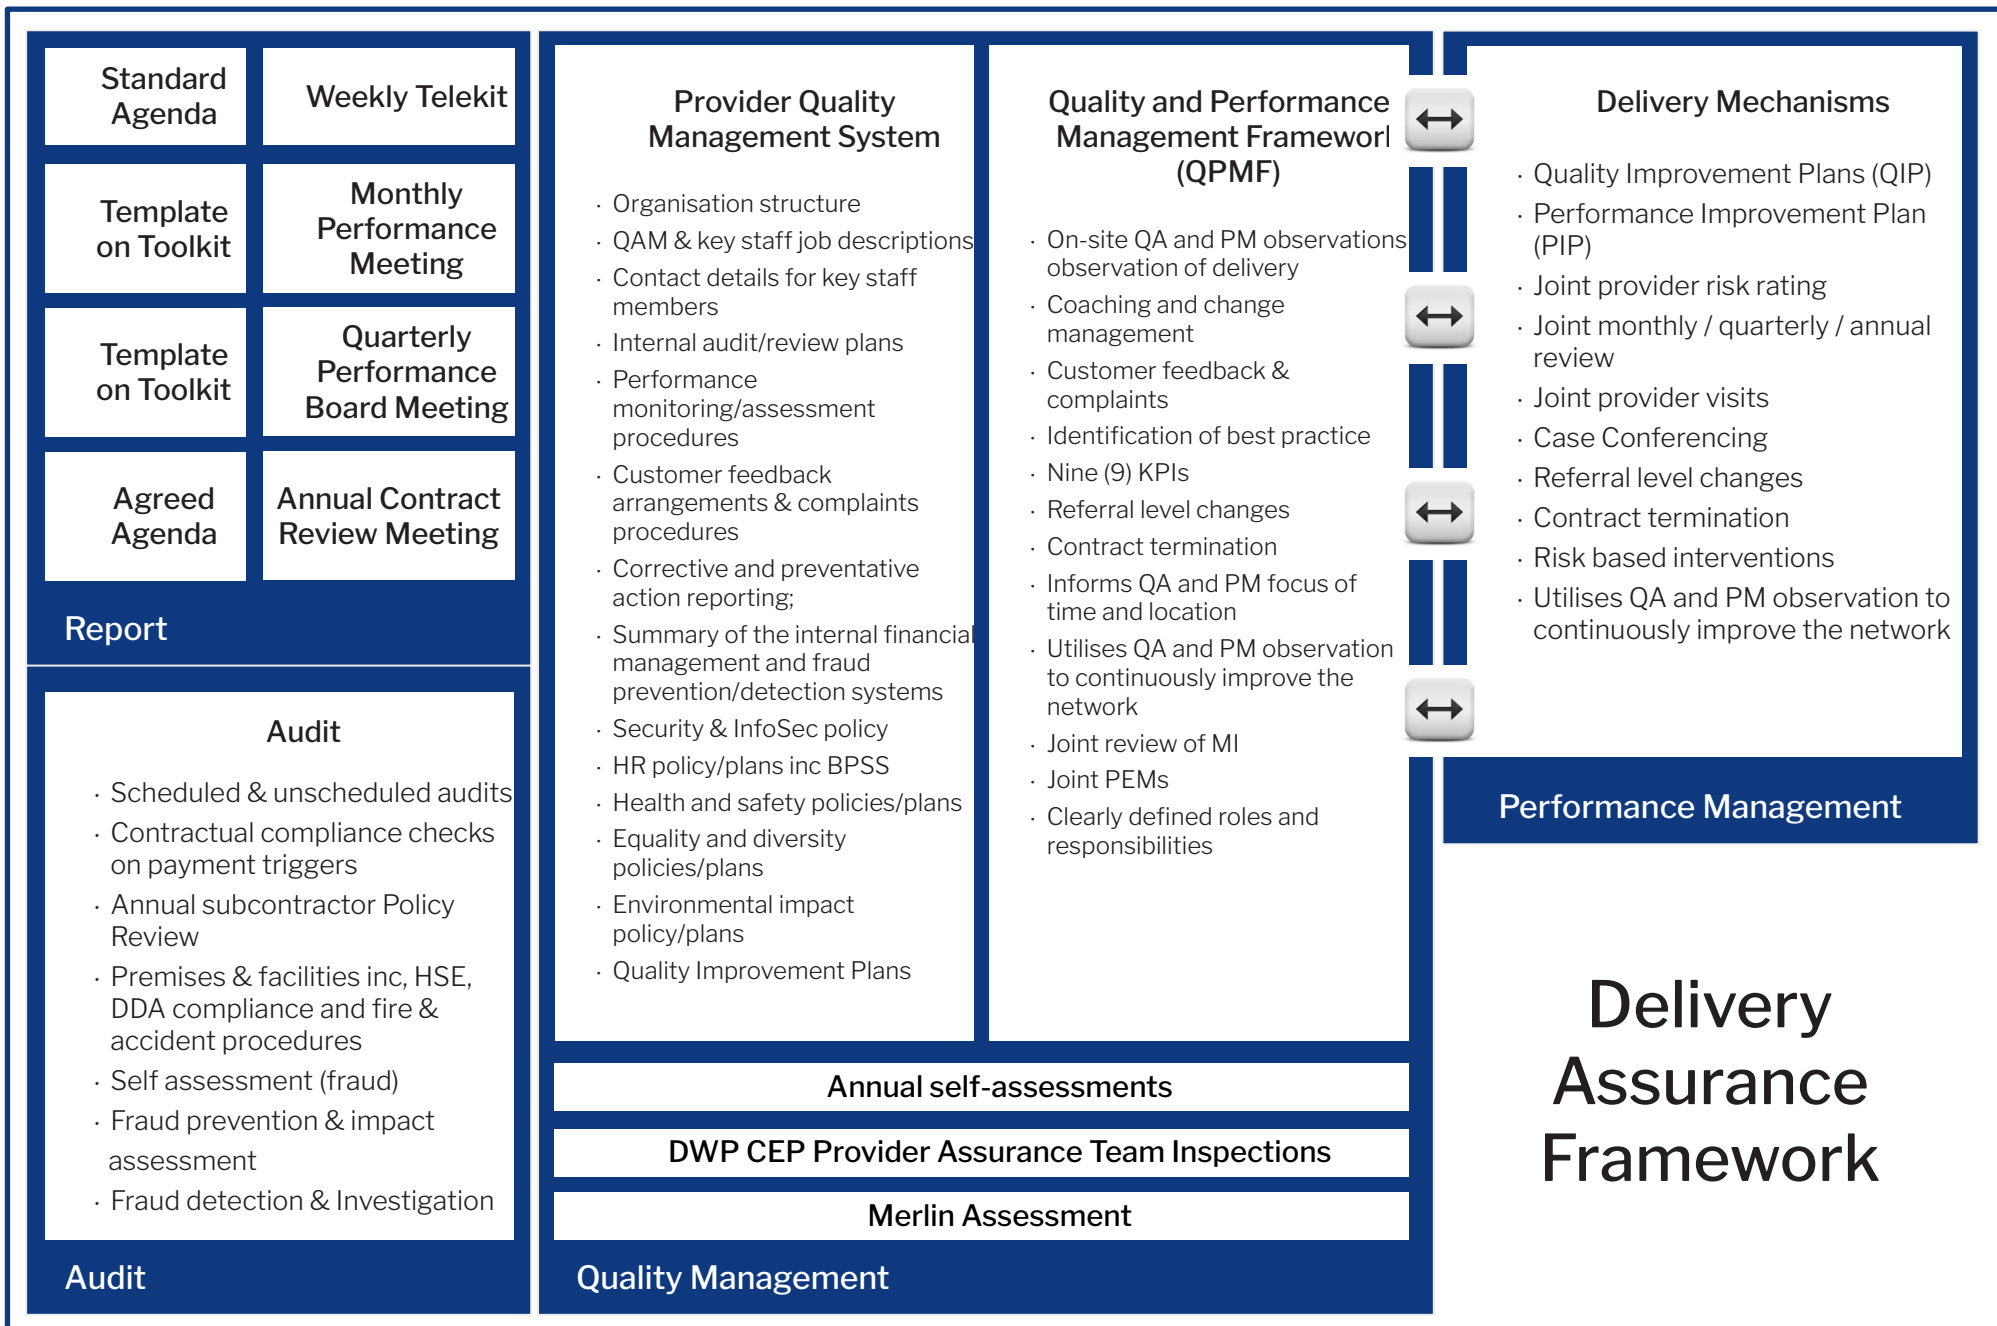 Standard
Agenda
Weekly Telekit
Template
on Toolkit
Monthly
Performance
Meeting
Template
on Toolkit
Quarterly
Performance
Board Meeting
Agreed
Agenda
Annual Contract
Review Meeting
Report
Audit
· Scheduled & unscheduled audits
· Contractual compliance checks
on payment triggers
· Annual subcontractor Policy
Review
· Premises & facilities inc, HSE,
DDA compliance and fire &
accident procedures
· Self assessment (fraud)
· Fraud prevention & impact
assessment
· Fraud detection & Investigation
Audit
Provider Quality
Management System
· Organisation structure
· QAM & key staff job descriptions
· Contact details for key staff
members
· Internal audit/review plans
· Performance
monitoring/assessment
procedures
· Customer feedback
arrangements & complaints
procedures
· Corrective and preventative
action reporting;
· Summary of the internal financial
management and fraud
prevention/detection systems
· Security & InfoSec policy
· HR policy/plans inc BPSS
· Health and safety policies/plans
· Equality and diversity
policies/plans
· Environmental impact
policy/plans
· Quality Improvement Plans
Quality and Performance
Management Framework
(QPMF)
· On-site QA and PM observations
observation of delivery
· Coaching and change
management
· Customer feedback &
complaints
· Identification of best practice
· Nine (9) KPIs
· Referral level changes
· Contract termination
· Informs QA and PM focus of
time and location
· Utilises QA and PM observation
to continuously improve the
network
· Joint review of MI
· Joint PEMs
· Clearly defined roles and
responsibilities
Annual self-assessments
DWP CEP Provider Assurance Team Inspections
Merlin Assessment
Quality Management
Delivery Mechanisms
· Quality Improvement Plans (QIP)
· Performance Improvement Plan
(PIP)
· Joint provider risk rating
· Joint monthly / quarterly / annual
review
· Joint provider visits
· Case Conferencing
· Referral level changes
· Contract termination
· Risk based interventions
· Utilises QA and PM observation to
continuously improve the network
Performance Management
Delivery
Assurance
Framework